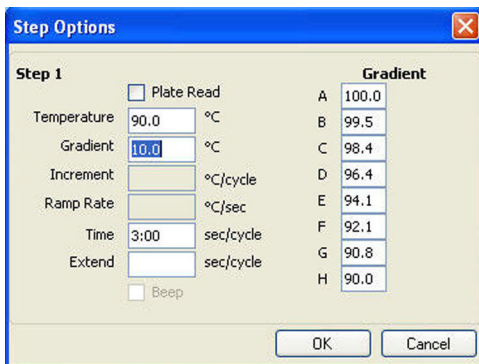 Step Options
Step 1
Gradient
Plate Read
Temperature 90.0 °C
Gradient 10.0 °C
Increment °C/cycle
Ramp Rate °C/sec
Time 3:00 sec/cycle
Extend sec/cycle
Beep
A 100.0
B 99.5
C 98.4
D 96.4
E 94.1
F 92.1
G 90.8
H 90.0
OK Cancel